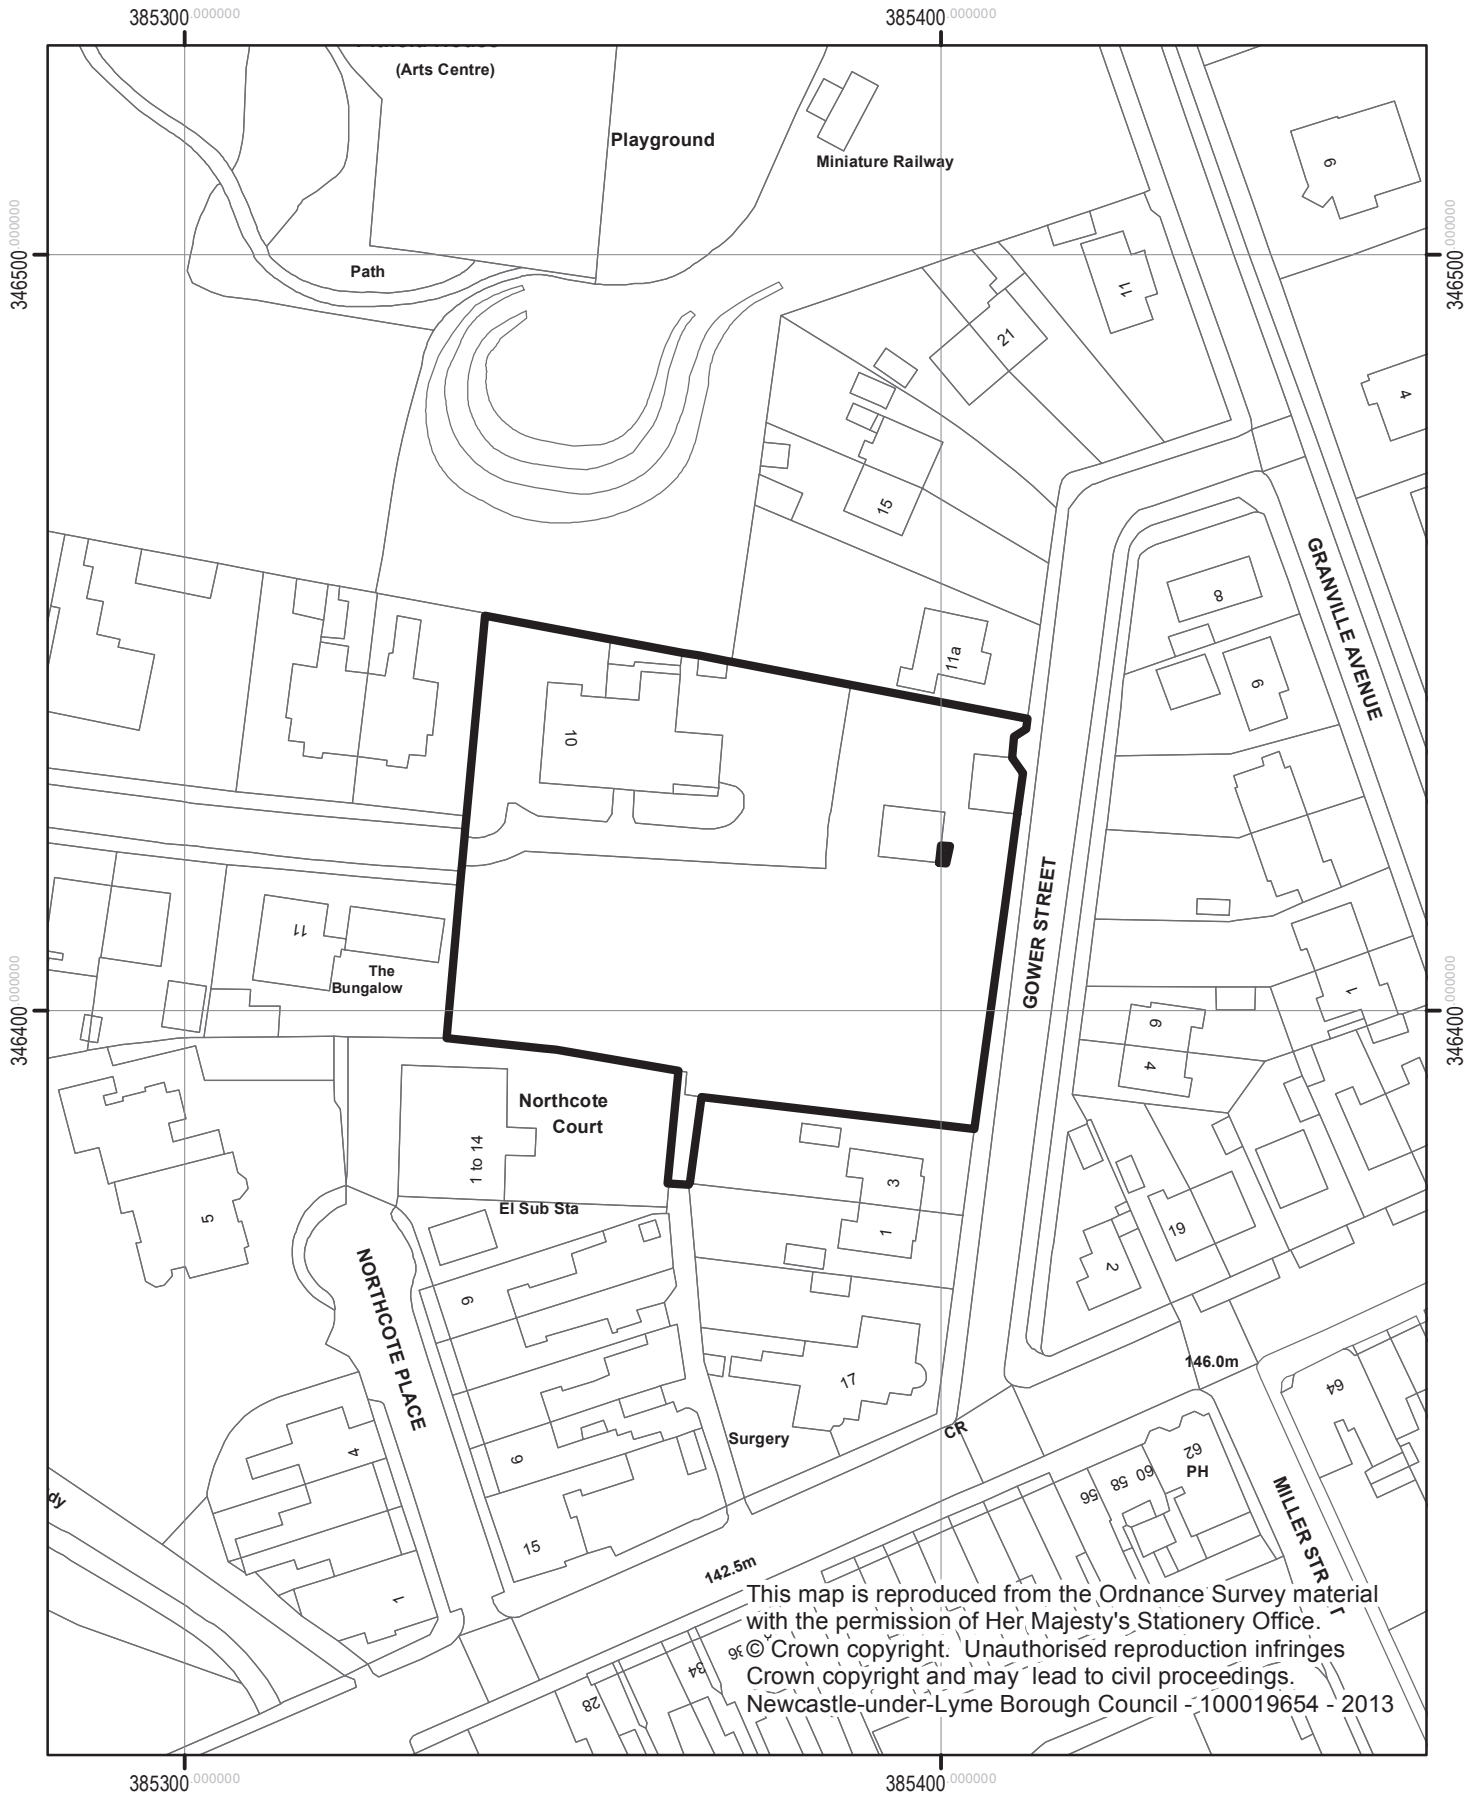 385300.000000
385400.000000
(Arts Centre)
Playground
Miniature Railway
6
346500.000000
346500.000000
Path
11
21
4
15
GRANVILLE AVENUE
8
11a
6
10
GOWER STREET
11
The
Bungalow
1
346400.000000
346400.000000
9
4
Northcote
Court
1 to 14
El Sub Sta
3
1
5
19
2
NORTHCOTE PLACE
9
146.0m
17
64
Surgery
CR
4
6
62
PH
60
58
56
MILLER STR
dy
15
142.5m
1
36
34
28
This map is reproduced from the Ordnance Survey material
with the permission of Her Majesty's Stationery Office.
© Crown copyright. Unauthorised reproduction infringes
Crown copyright and may lead to civil proceedings.
Newcastle-under-Lyme Borough Council - 100019654 - 2013
385300.000000
385400.000000